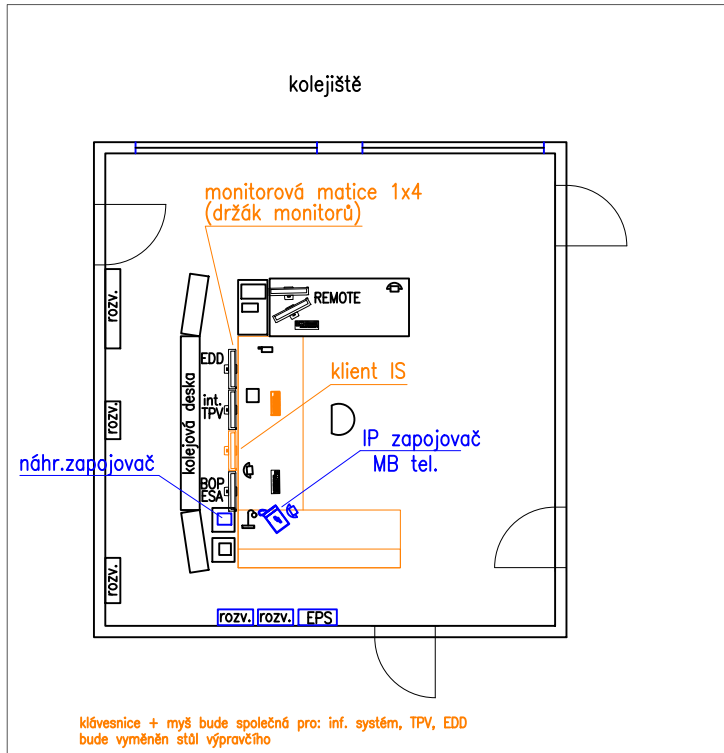 kolejiště
monitorová matice 1x4
(držák monitorů)
REMOTE
rozv.
EDD
klient IS
int.
TPV
kolejová deska
rozv.
IP zapojovač
MB tel.
náhr.zapojovač
BOP
ESA
rozv.
rozv.
rozv.
EPS
klávesnice + myš bude společná pro: inf. systém, TPV, EDD
bude vyměněn stůl výpravčího